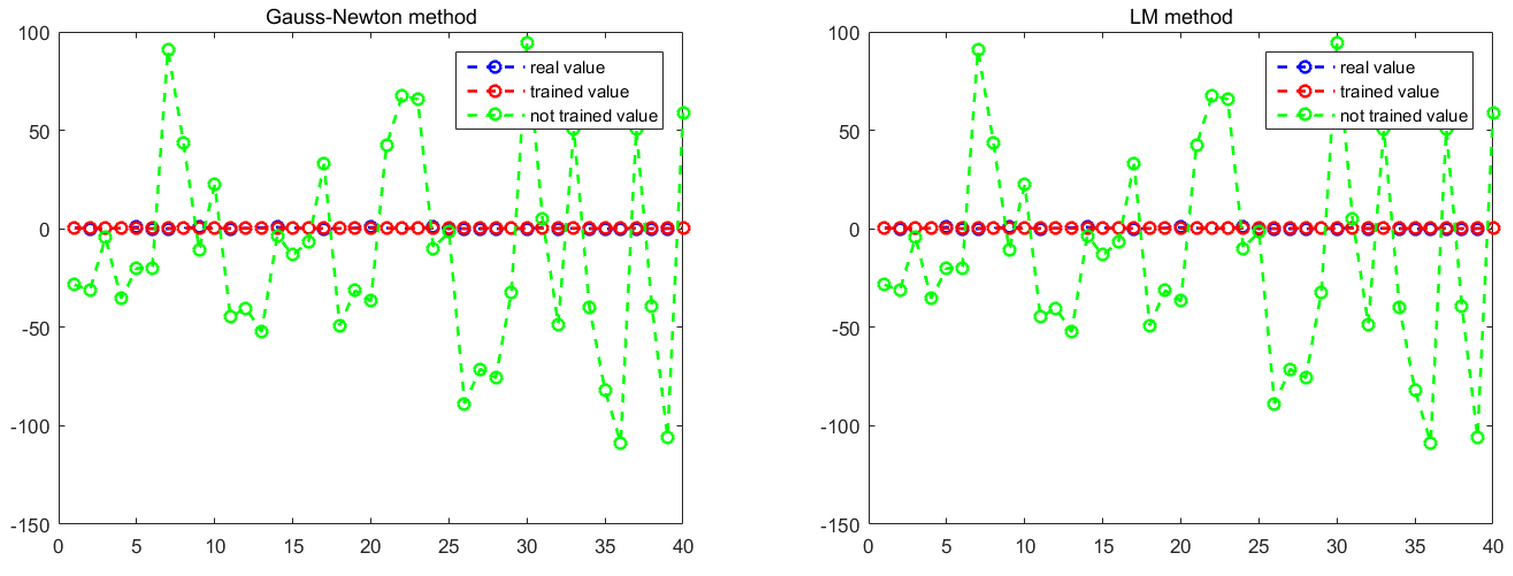 Gauss-Newton method
100
50
0
-50
-100
-150
0 5 10 15 20 25 30 35 40
real value
trained value
not trained value
LM method
100
50
0
-50
-100
-150
0 5 10 15 20 25 30 35 40
real value
trained value
not trained value